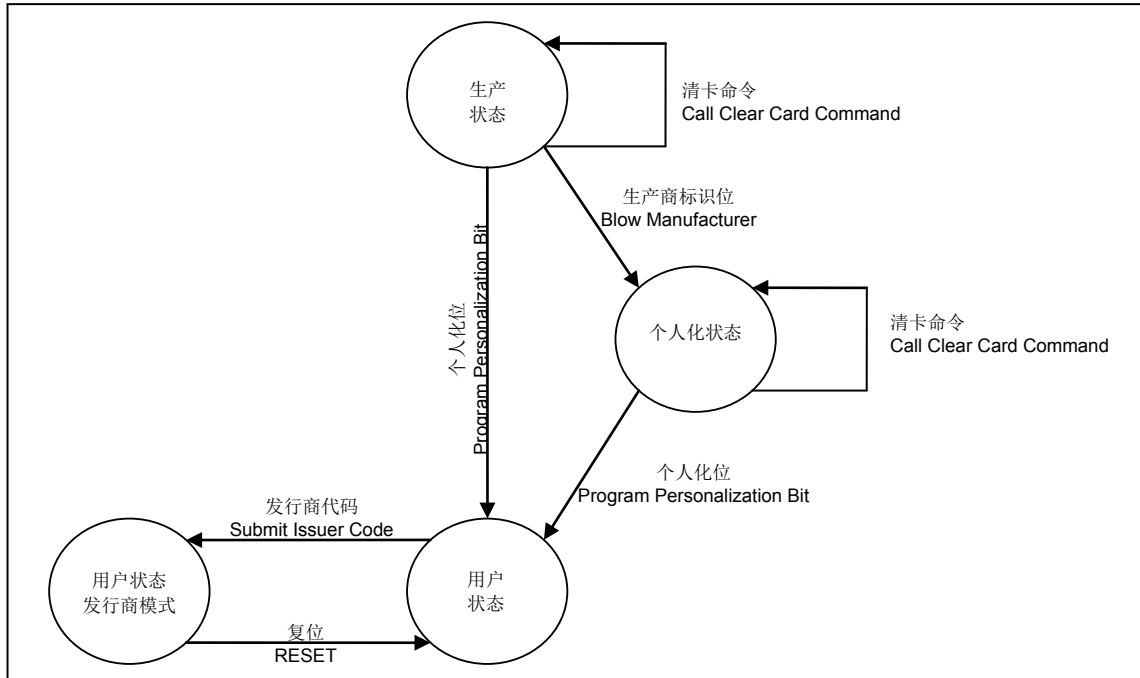 生产
状态
清卡命令
Call Clear Card Command
生产商标识位
Blow Manufacturer
个人化位
Program Personalization Bit
个人化状态
清卡命令
Call Clear Card Command
个人化位
Program Personalization Bit
发行商代码
Submit Issuer Code
用户状态
发行商模式
用户
状态
复位
RESET